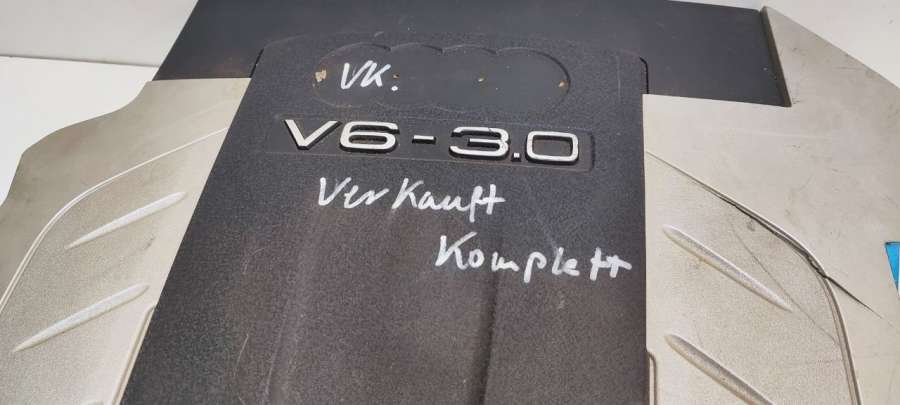 VK.
V6-3.0
Verkauft
Komplett